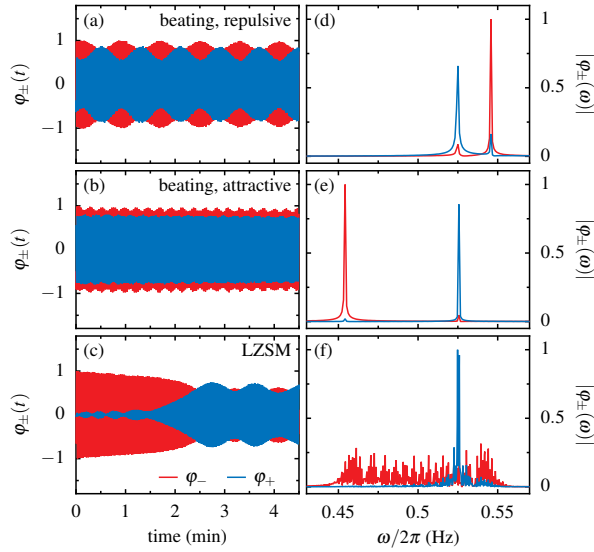 (a) beating, repulsive
φ±(t)
1
0
−1
(d)
1
0.5
0
|φ±(ω)|
(b) beating, attractive
φ±(t)
1
0
−1
(e)
1
0.5
0
|φ±(ω)|
(c) LZSM
φ±(t)
1
0
−1
φ− φ+
(f)
1
0.5
0
|φ±(ω)|
0 1 2 3 4
time (min)
0.45 0.5 0.55
ω/2π (Hz)